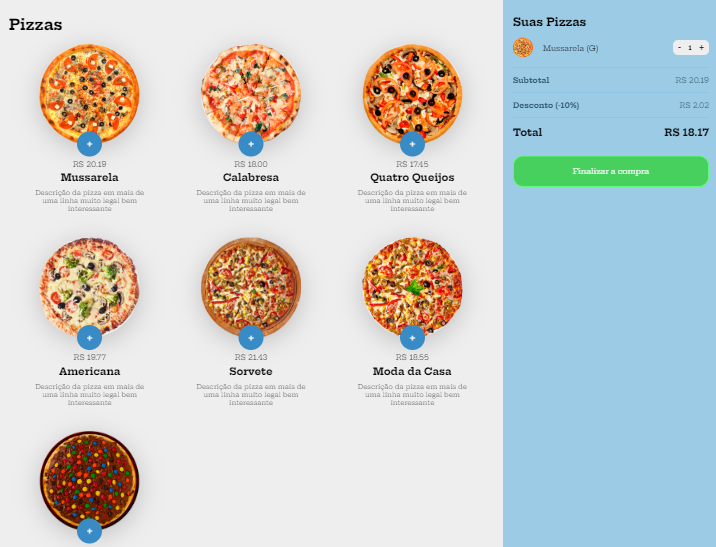 Pizzas
+
R$ 20.19
Mussarela
Descrição da pizza em mais de
uma linha muito legal bem
interessante
+
R$ 18.00
Calabresa
Descrição da pizza em mais de
uma linha muito legal bem
interessante
+
R$ 17.45
Quatro Queijos
Descrição da pizza em mais de
uma linha muito legal bem
interessante
+
R$ 19.77
Americana
Descrição da pizza em mais de
uma linha muito legal bem
interessante
+
R$ 21.43
Sorvete
Descrição da pizza em mais de
uma linha muito legal bem
interessante
+
R$ 18.55
Moda da Casa
Descrição da pizza em mais de
uma linha muito legal bem
interessante
+
Suas Pizzas
Mussarela (G) - 1 +
Subtotal R$ 20.19
Desconto (-10%) R$ 2.02
Total R$ 18.17
Finalizar a compra